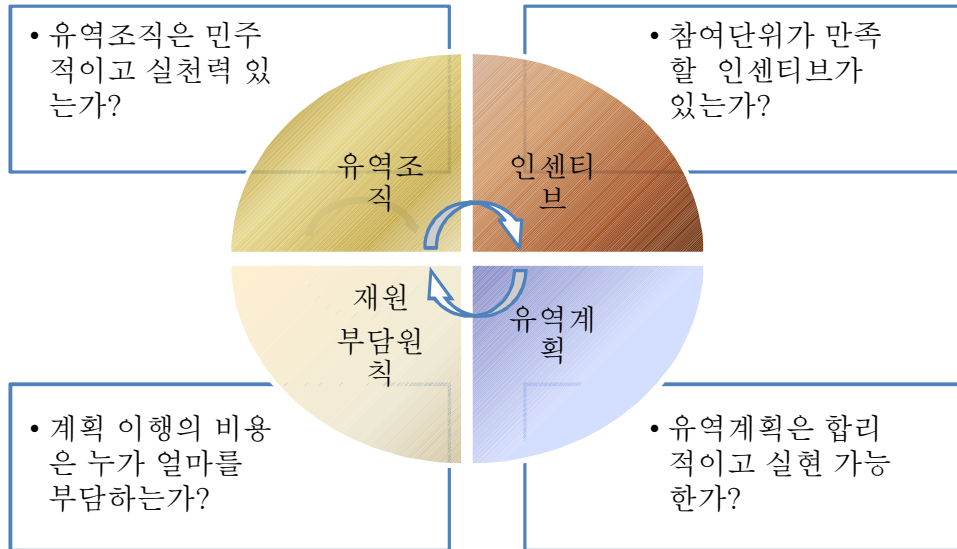 • 유역조직은 민주
적이고 실천력 있
는가?
• 참여단위가 만족
할 인센티브가
있는가?
유역조
직
인센티
브
재원
부담원
칙
유역계
획
• 계획 이행의 비용
은 누가 얼마를
부담하는가?
• 유역계획은 합리
적이고 실현 가능
한가?